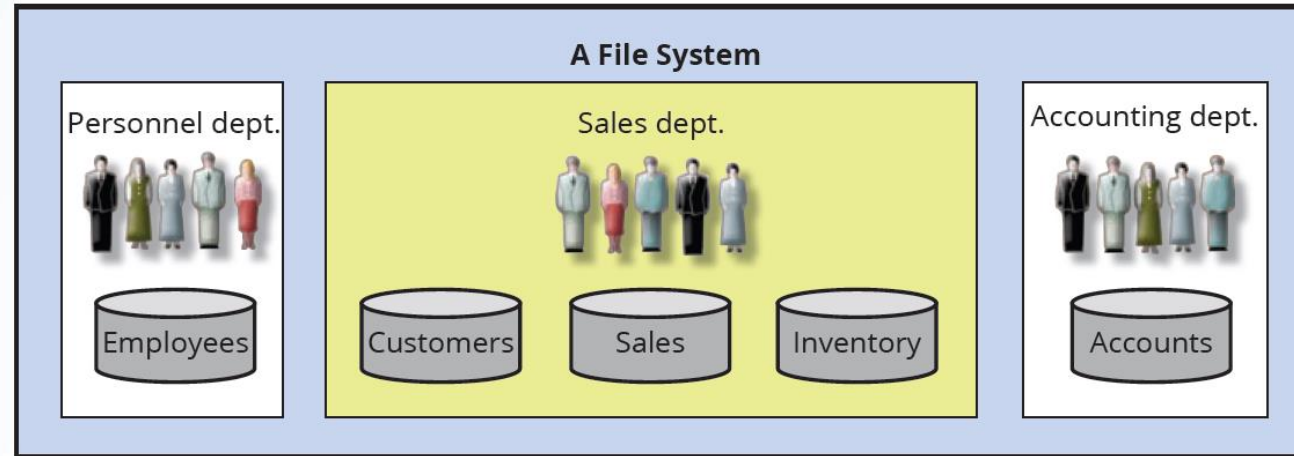 A File System
Personnel dept.
Sales dept.
Accounting dept.
Employees
Customers
Sales
Inventory
Accounts